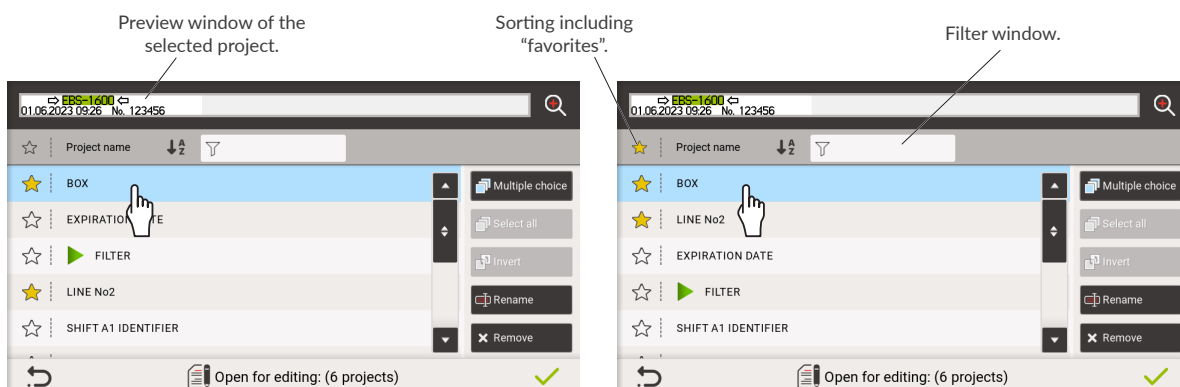 Preview window of the
selected project.
Sorting including
“favorites”.
Filter window.
EBS-1600
01.06.2023 09:26 No. 123456
Project name
A
Z
BOX
EXPIRATION TE
FILTER
LINE No2
SHIFT A1 IDENTIFIER
Multiple choice
Select all
Invert
Rename
Remove
Open for editing: (6 projects)
EBS-1600
01.06.2023 09:26 No. 123456
Project name
A
Z
BOX
LINE No2
EXPIRATION DATE
FILTER
SHIFT A1 IDENTIFIER
Multiple choice
Select all
Invert
Rename
Remove
Open for editing: (6 projects)